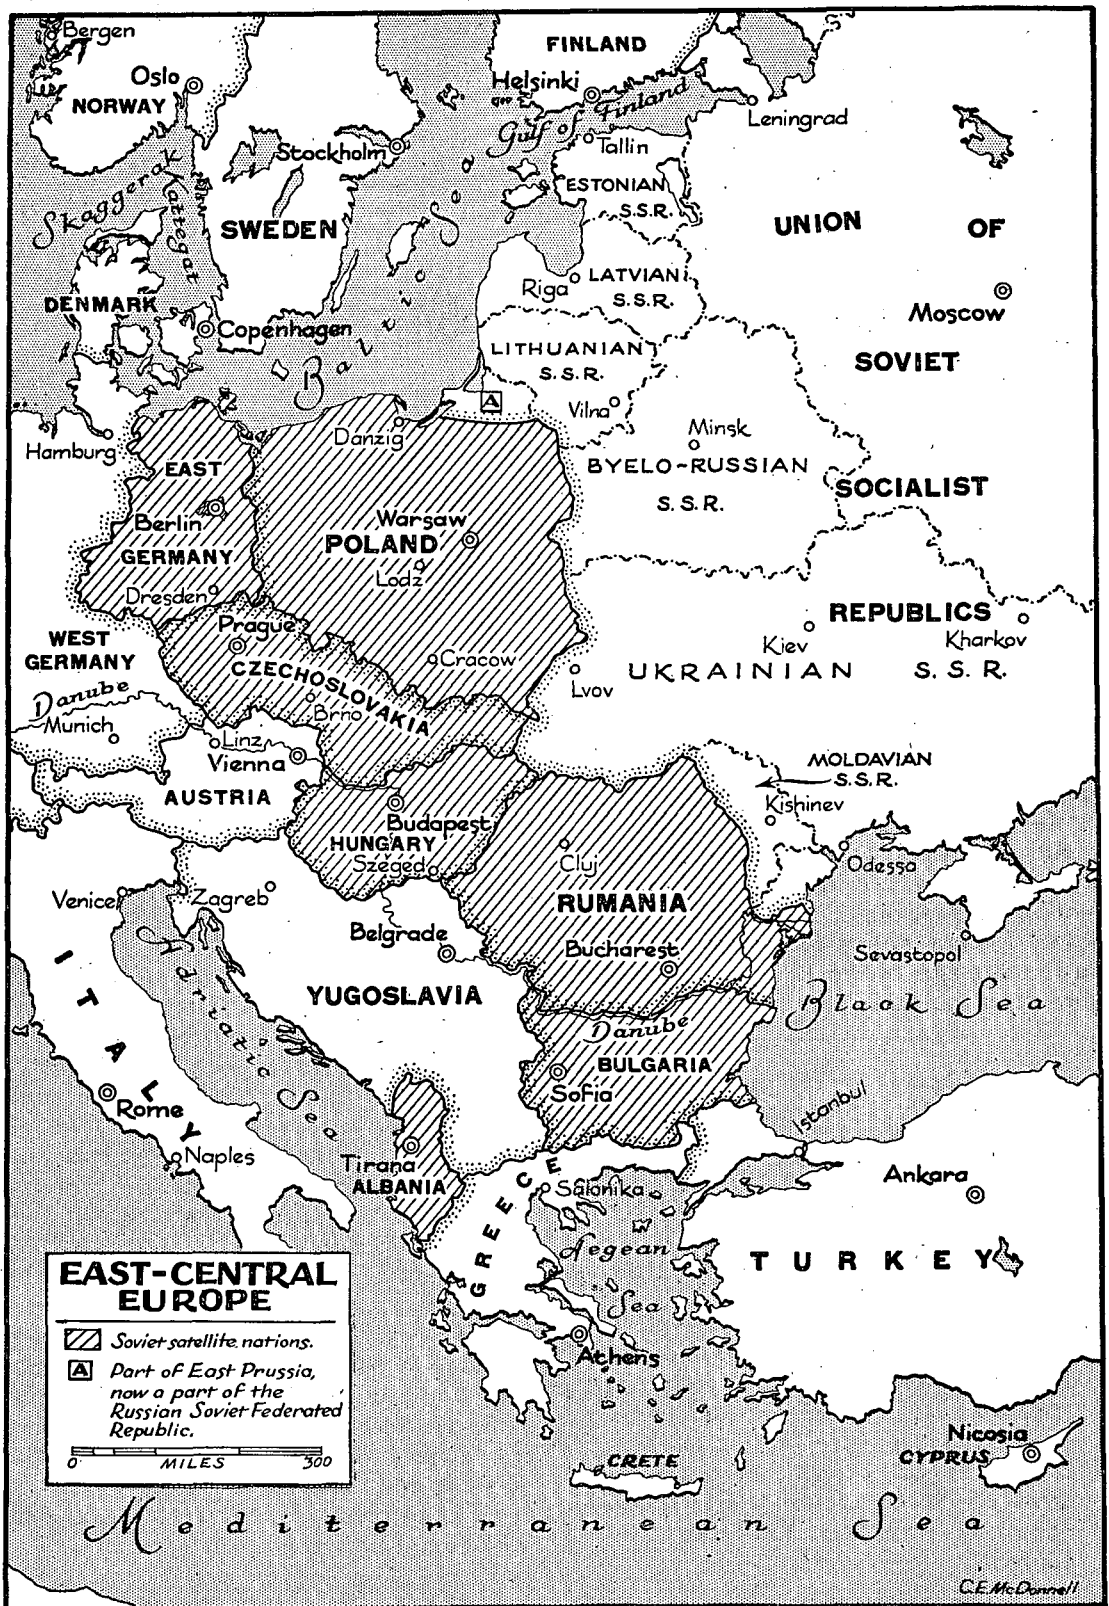 Bergen
Oslo
NORWAY
FINLAND
Helsinki
Gulf of Finland
Leningrad
Tallin
Stockholm
Skaggerak
Kattegat
SWEDEN
Baltic Sea
ESTONIAN
S.S.R.
UNION OF
SOVIET
SOCIALIST
REPUBLICS
Riga
LATVIAN
S.S.R.
Moscow
DENMARK
Copenhagen
LITHUANIAN
S.S.R.
Vilna
A
Minsk
BYELO-RUSSIAN
S.S.R.
Hamburg
Danzig
EAST
GERMANY
Berlin
Dresden
Warsaw
POLAND
Lodz
Cracow
WEST
GERMANY
Prague
CZECHOSLOVAKIA
Brno
Kiev
Kharkov
UKRAINIAN S.S.R.
Lvov
Danube
Munich
Linz
Vienna
AUSTRIA
MOLDAVIAN
S.S.R.
Kishinev
Budapest
HUNGARY
Szeged
Cluj
Odessa
Venice
Zagreb
RUMANIA
Belgrade
Bucharest
Sevastopol
ITALY
Adriatic Sea
YUGOSLAVIA
Black Sea
Danube
BULGARIA
Sofia
Rome
Naples
Istanbul
Tirana
ALBANIA
GREECE
Salonika
Ankara
Aegean
Sea
TURKEY
Athens
Nicosia
CYPRUS
CRETE
Mediterranean Sea
EAST-CENTRAL
EUROPE
Soviet satellite nations.
A Part of East Prussia,
now a part of the
Russian Soviet Federated
Republic.
0 MILES 300
C.E.McDonnell